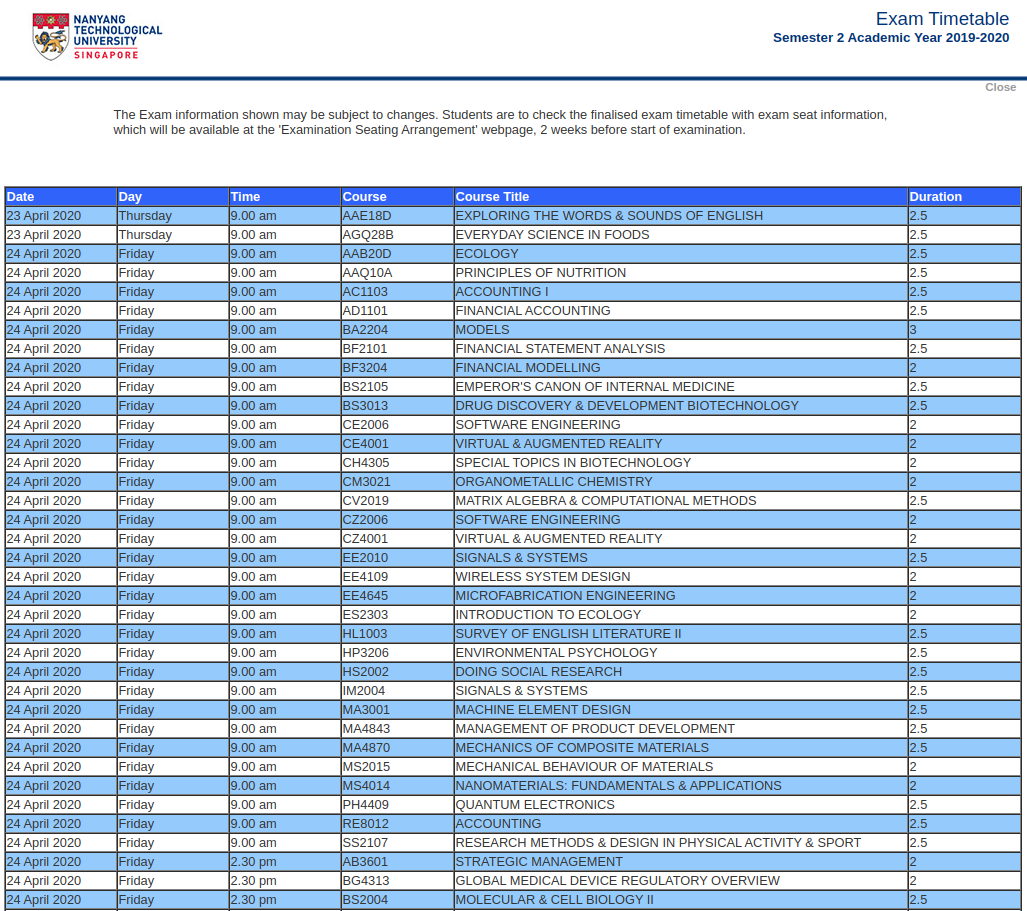 NANYANG
TECHNOLOGICAL
UNIVERSITY
SINGAPORE
Exam Timetable
Semester 2 Academic Year 2019-2020
Close
The Exam information shown may be subject to changes. Students are to check the finalised exam timetable with exam seat information,
which will be available at the 'Examination Seating Arrangement' webpage, 2 weeks before start of examination.
Date Day Time Course Course Title Duration
23 April 2020 Thursday 9.00 am AAE18D EXPLORING THE WORDS & SOUNDS OF ENGLISH 2.5
23 April 2020 Thursday 9.00 am AGQ28B EVERYDAY SCIENCE IN FOODS 2.5
24 April 2020 Friday 9.00 am AAB20D ECOLOGY 2.5
24 April 2020 Friday 9.00 am AAQ10A PRINCIPLES OF NUTRITION 2.5
24 April 2020 Friday 9.00 am AC1103 ACCOUNTING I 2.5
24 April 2020 Friday 9.00 am AD1101 FINANCIAL ACCOUNTING 2.5
24 April 2020 Friday 9.00 am BA2204 MODELS 3
24 April 2020 Friday 9.00 am BF2101 FINANCIAL STATEMENT ANALYSIS 2.5
24 April 2020 Friday 9.00 am BF3204 FINANCIAL MODELLING 2
24 April 2020 Friday 9.00 am BS2105 EMPEROR'S CANON OF INTERNAL MEDICINE 2.5
24 April 2020 Friday 9.00 am BS3013 DRUG DISCOVERY & DEVELOPMENT BIOTECHNOLOGY 2.5
24 April 2020 Friday 9.00 am CE2006 SOFTWARE ENGINEERING 2
24 April 2020 Friday 9.00 am CE4001 VIRTUAL & AUGMENTED REALITY 2
24 April 2020 Friday 9.00 am CH4305 SPECIAL TOPICS IN BIOTECHNOLOGY 2
24 April 2020 Friday 9.00 am CM3021 ORGANOMETALLIC CHEMISTRY 2
24 April 2020 Friday 9.00 am CV2019 MATRIX ALGEBRA & COMPUTATIONAL METHODS 2.5
24 April 2020 Friday 9.00 am CZ2006 SOFTWARE ENGINEERING 2
24 April 2020 Friday 9.00 am CZ4001 VIRTUAL & AUGMENTED REALITY 2
24 April 2020 Friday 9.00 am EE2010 SIGNALS & SYSTEMS 2.5
24 April 2020 Friday 9.00 am EE4109 WIRELESS SYSTEM DESIGN 2
24 April 2020 Friday 9.00 am EE4645 MICROFABRICATION ENGINEERING 2
24 April 2020 Friday 9.00 am ES2303 INTRODUCTION TO ECOLOGY 2
24 April 2020 Friday 9.00 am HL1003 SURVEY OF ENGLISH LITERATURE II 2.5
24 April 2020 Friday 9.00 am HP3206 ENVIRONMENTAL PSYCHOLOGY 2.5
24 April 2020 Friday 9.00 am HS2002 DOING SOCIAL RESEARCH 2.5
24 April 2020 Friday 9.00 am IM2004 SIGNALS & SYSTEMS 2.5
24 April 2020 Friday 9.00 am MA3001 MACHINE ELEMENT DESIGN 2.5
24 April 2020 Friday 9.00 am MA4843 MANAGEMENT OF PRODUCT DEVELOPMENT 2.5
24 April 2020 Friday 9.00 am MA4870 MECHANICS OF COMPOSITE MATERIALS 2.5
24 April 2020 Friday 9.00 am MS2015 MECHANICAL BEHAVIOUR OF MATERIALS 2
24 April 2020 Friday 9.00 am MS4014 NANOMATERIALS: FUNDAMENTALS & APPLICATIONS 2
24 April 2020 Friday 9.00 am PH4409 QUANTUM ELECTRONICS 2.5
24 April 2020 Friday 9.00 am RE8012 ACCOUNTING 2.5
24 April 2020 Friday 9.00 am SS2107 RESEARCH METHODS & DESIGN IN PHYSICAL ACTIVITY & SPORT 2.5
24 April 2020 Friday 2.30 pm AB3601 STRATEGIC MANAGEMENT 2
24 April 2020 Friday 2.30 pm BG4313 GLOBAL MEDICAL DEVICE REGULATORY OVERVIEW 2
24 April 2020 Friday 2.30 pm BS2004 MOLECULAR & CELL BIOLOGY II 2.5